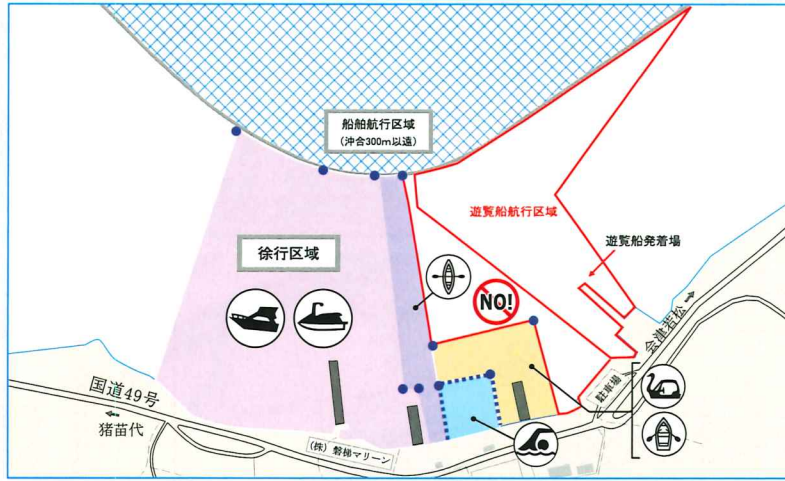 船舶航行区域
(沖合300m以遠)
遊覧船航行区域
遊覧船発着場
徐行区域
NO!
会津若松
国道49号
猪苗代
駐車場
(株)磐梯マリーン